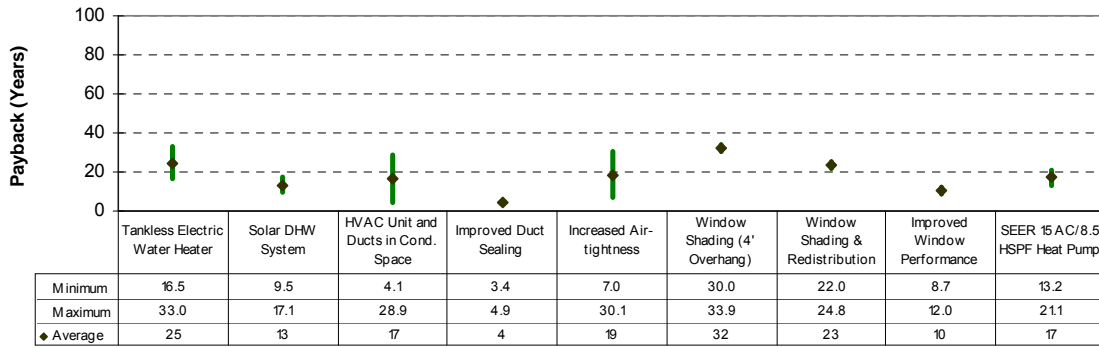 Payback (Years)
100
80
60
40
20
0
Tankless Electric Water Heater
Solar DHW System
HVAC Unit and Ducts in Cond. Space
Improved Duct Sealing
Increased Air-tightness
Window Shading (4' Overhang)
Window Shading & Redistribution
Improved Window Performance
SEER 15 AC/8.5 HSPF Heat Pump
Minimum 16.5 9.5 4.1 3.4 7.0 30.0 22.0 8.7 13.2
Maximum 33.0 17.1 28.9 4.9 30.1 33.9 24.8 12.0 21.1
Average 25 13 17 4 19 32 23 10 17